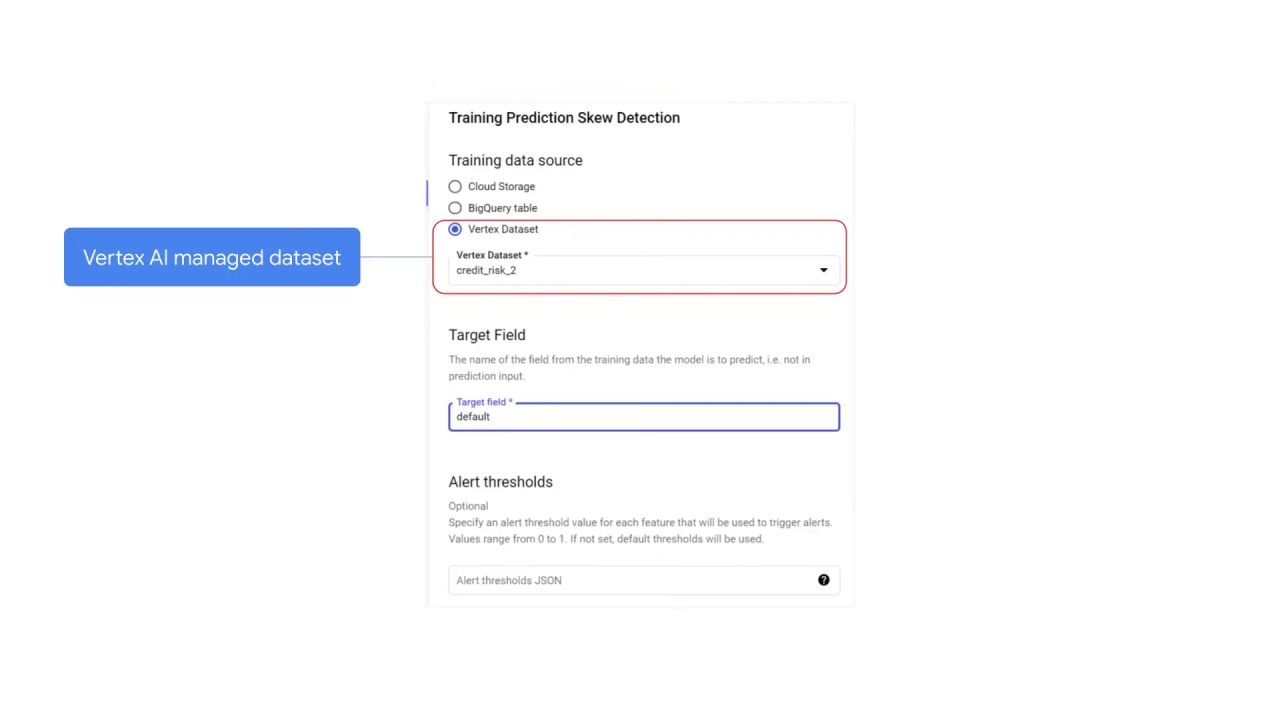 Training Prediction Skew Detection
Training data source
Cloud Storage
BigQuery table
Vertex Dataset
Vertex AI managed dataset
Vertex Dataset *
credit_risk_2
Target Field
The name of the field from the training data the model is to predict, i.e. not in
prediction input.
Target field *
default
Alert thresholds
Optional
Specify an alert threshold value for each feature that will be used to trigger alerts.
Values range from 0 to 1. If not set, default thresholds will be used.
Alert thresholds JSON
?